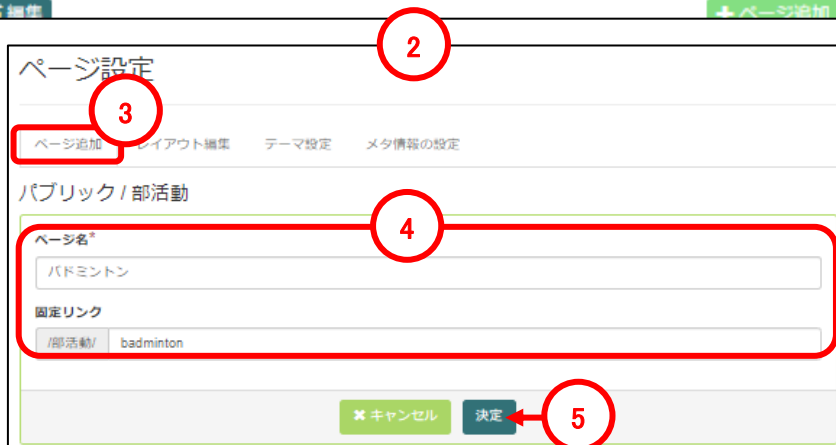 編集
+ ページ追加
2
ページ設定
3
ページ追加 レイアウト編集 テーマ設定 メタ情報の設定
パブリック / 部活動
4
ページ名*
バドミントン
固定リンク
/部活動/ badminton
✖ キャンセル 決定 5